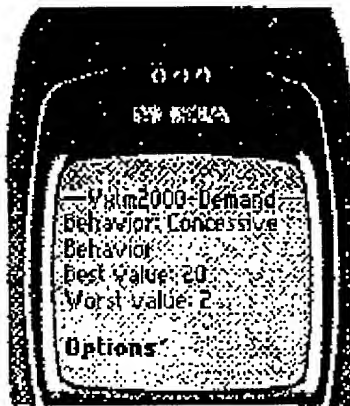 Behavior: Concessive
Behavior
Best value: 20
Worst value: 2
Options